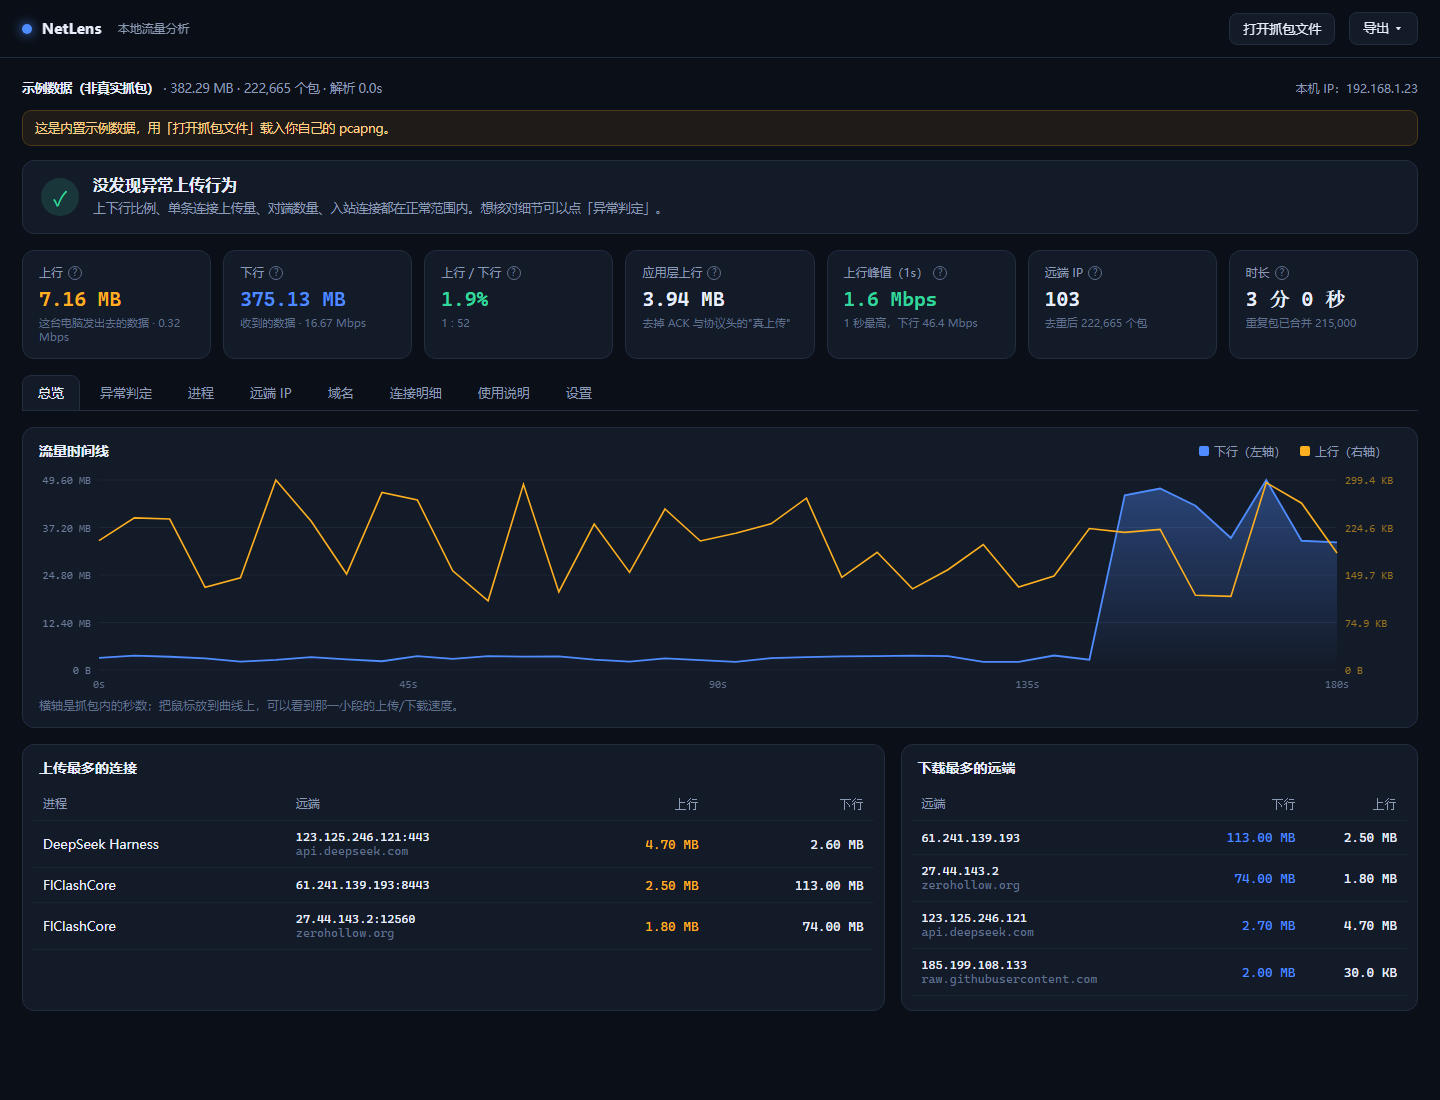 NetLens 本地流量分析 打开抓包文件 导出
示例数据（非真实抓包） · 382.29 MB · 222,665 个包 · 解析 0.0s 本机 IP：192.168.1.23
这是内置示例数据，用「打开抓包文件」载入你自己的 pcapng。
没发现异常上传行为
上下行比例、单条连接上传量、对端数量、入站连接都在正常范围内。想核对细节可以点「异常判定」。
上行 ?
7.16 MB
这台电脑发出去的数据 · 0.32
Mbps
下行 ?
375.13 MB
收到的数据 · 16.67 Mbps
上行 / 下行 ?
1.9%
1 : 52
应用层上行 ?
3.94 MB
去掉 ACK 与协议头的"真上传"
上行峰值（1s） ?
1.6 Mbps
1 秒最高，下行 46.4 Mbps
远端 IP ?
103
去重后 222,665 个包
时长 ?
3 分 0 秒
重复包已合并 215,000
总览 异常判定 进程 远端 IP 域名 连接明细 使用说明 设置
流量时间线 下行（左轴） 上行（右轴）
49.60 MB 299.4 KB
37.20 MB 224.6 KB
24.80 MB 149.7 KB
12.40 MB 74.9 KB
0 B 0 B
0s 45s 90s 135s 180s
横轴是抓包内的秒数；把鼠标放到曲线上，可以看到那一小段的上传/下载速度。
上传最多的连接
进程 远端 上行 下行
DeepSeek Harness 123.125.246.121:443 4.70 MB 2.60 MB
api.deepseek.com
FlClashCore 61.241.139.193:8443 2.50 MB 113.00 MB
FlClashCore 27.44.143.2:12560 1.80 MB 74.00 MB
zerohollow.org
下载最多的远端
远端 下行 上行
61.241.139.193 113.00 MB 2.50 MB
27.44.143.2 74.00 MB 1.80 MB
zerohollow.org
123.125.246.121 2.70 MB 4.70 MB
api.deepseek.com
185.199.108.133 2.00 MB 30.0 KB
raw.githubusercontent.com